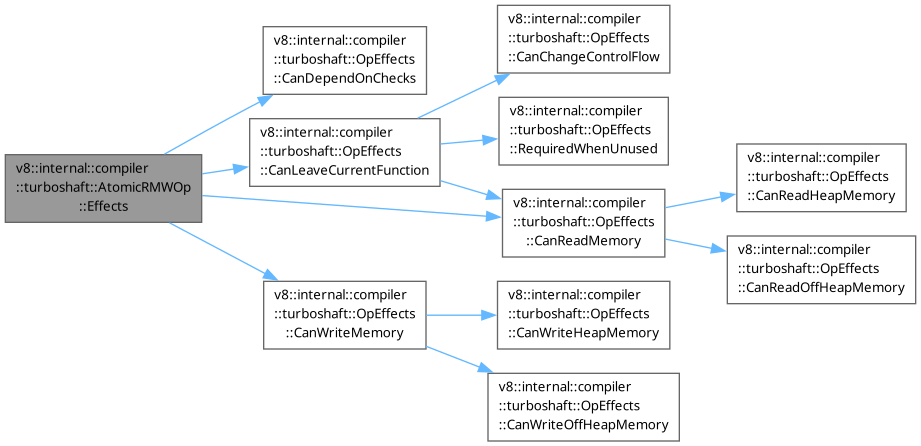 v8::internal::compiler
::turboshaft::AtomicRMWOp
::Effects
v8::internal::compiler
::turboshaft::OpEffects
::CanDependOnChecks
v8::internal::compiler
::turboshaft::OpEffects
::CanLeaveCurrentFunction
v8::internal::compiler
::turboshaft::OpEffects
::CanChangeControlFlow
v8::internal::compiler
::turboshaft::OpEffects
::RequiredWhenUnused
v8::internal::compiler
::turboshaft::OpEffects
::CanReadMemory
v8::internal::compiler
::turboshaft::OpEffects
::CanReadHeapMemory
v8::internal::compiler
::turboshaft::OpEffects
::CanReadOffHeapMemory
v8::internal::compiler
::turboshaft::OpEffects
::CanWriteMemory
v8::internal::compiler
::turboshaft::OpEffects
::CanWriteHeapMemory
v8::internal::compiler
::turboshaft::OpEffects
::CanWriteOffHeapMemory